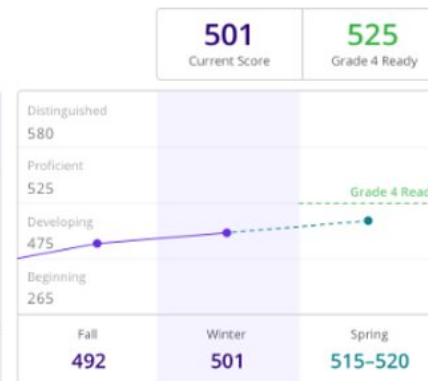 501 525
Current Score Grade 4 Ready
Distinguished
580
Proficient
525
Grade 4 Read
Developing
475
Beginning
265
Fall Winter Spring
492 501 515–520